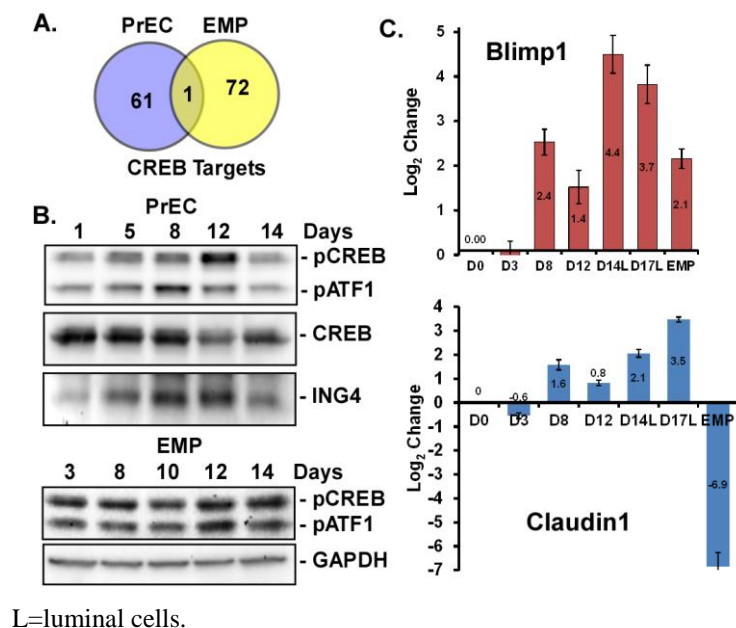 A.
PrEC EMP
61 1 72
CREB Targets
B.
PrEC
1 5 8 12 14 Days
- pCREB
- pATF1
- CREB
- ING4
EMP
3 8 10 12 14 Days
- pCREB
- pATF1
- GAPDH
C.
Blimp1
Log2 Change
5
4
3
2
1
0
0.00 2.4 1.4 4.4 3.7 2.1
D0 D3 D8 D12 D14L D17L EMP
Log2 Change
4
3
2
1
0
-1
-2
-3
-4
-5
-6
-7
0 -0.6 1.6 0.8 2.1 3.5 -6.9
D0 D3 D8 D12 D14L D17L EMP
Claudin1
L=luminal cells.